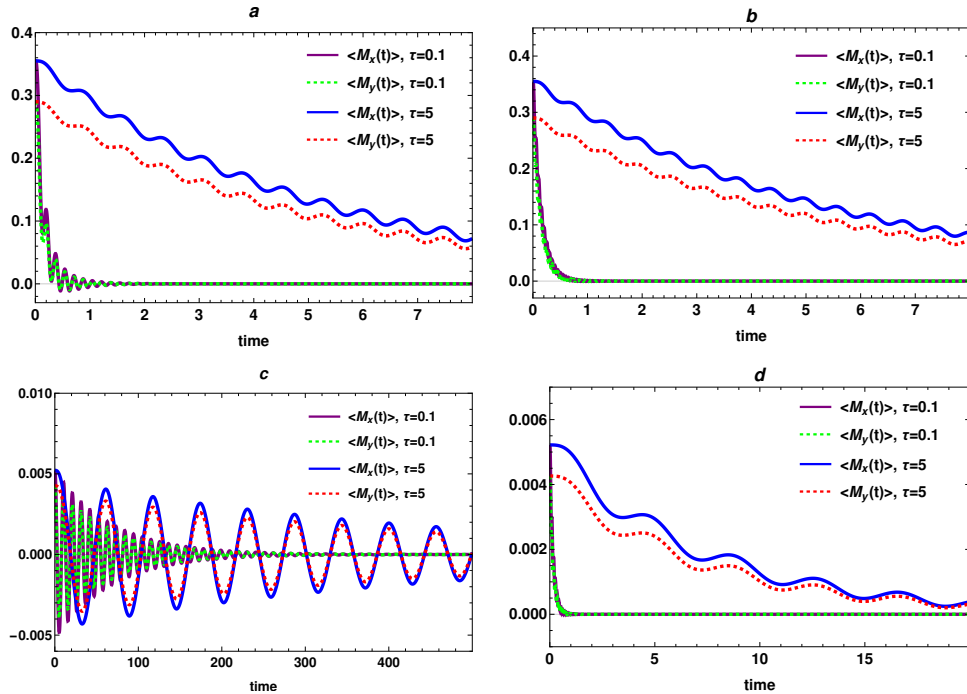 a
0.4
0.3
0.2
0.1
0.0
<Mx(t)>, τ=0.1
<My(t)>, τ=0.1
<Mx(t)>, τ=5
<My(t)>, τ=5
0 1 2 3 4 5 6 7
time
b
0.4
0.3
0.2
0.1
0.0
<Mx(t)>, τ=0.1
<My(t)>, τ=0.1
<Mx(t)>, τ=5
<My(t)>, τ=5
0 1 2 3 4 5 6 7
time
c
0.010
0.005
0.000
−0.005
<Mx(t)>, τ=0.1
<My(t)>, τ=0.1
<Mx(t)>, τ=5
<My(t)>, τ=5
0 100 200 300 400
time
d
0.006
0.004
0.002
0.000
<Mx(t)>, τ=0.1
<My(t)>, τ=0.1
<Mx(t)>, τ=5
<My(t)>, τ=5
0 5 10 15
time